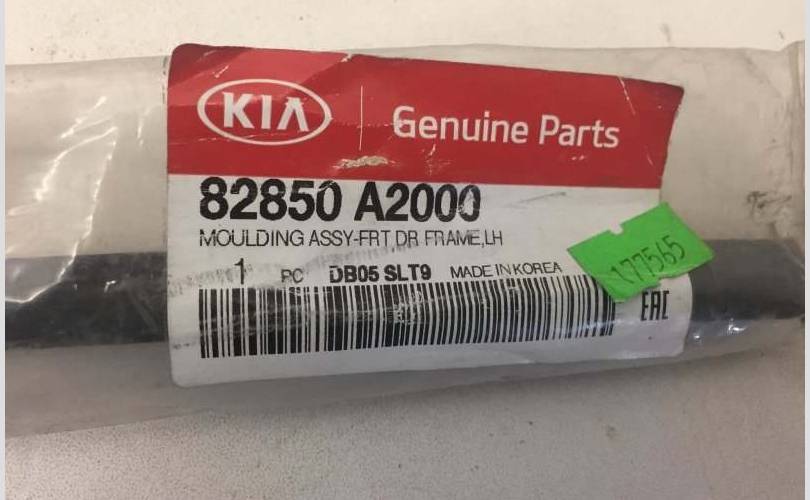 KIA
Genuine Parts
82850 A2000
MOULDING ASSY-FRT DR FRAME,LH
1 PC DB05 SLT9 MADE IN KOREA
177565
EAC